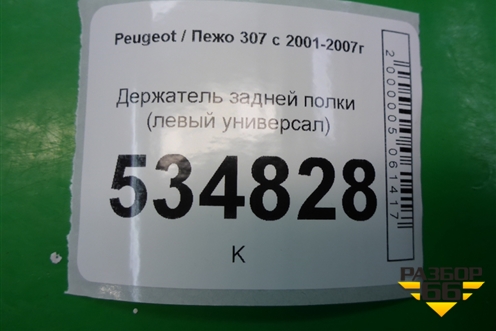 Peugeot / Пежо 307 с 2001-2007г
Держатель задней полки
(левый универсал)
534828
К
2000005061417
РАЗБОР
66